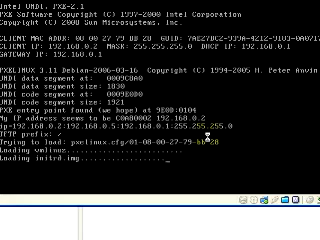 Intel UNDI, PXE-2.1
PXE Software Copyright (C) 1997-2000 Intel Corporation
Copyright (C) 2008 Sun Microsystems, Inc.
CLIENT MAC ADDR: 08 00 27 79 BB 28 GUID:
CLIENT IP: 192.168.0.2 MASK: 255.255.255.0 DHCP IP: 192.168.0.1
GATEWAY IP: 192.168.0.1
PXELINUX 3.11 Debian-2006-03-16 Copyright (C) 1994-2005 H. Peter Anvin
UNDI data segment at: 0009CDA0
UNDI data segment size: 1830
UNDI code segment at: 0009E0D0
UNDI code segment size: 1921
PXE entry point found (we hope) at 9E0D:0104
My IP address seems to be C0A80002 192.168.0.2
ip=192.168.0.2:192.168.0.5:192.168.0.1:255.255.255.0
TFTP prefix: /
Trying to load: pxelinux.cfg/01-08-00-27-79-bb-28
Loading vmlinuz.........................
Loading initrd.img......................